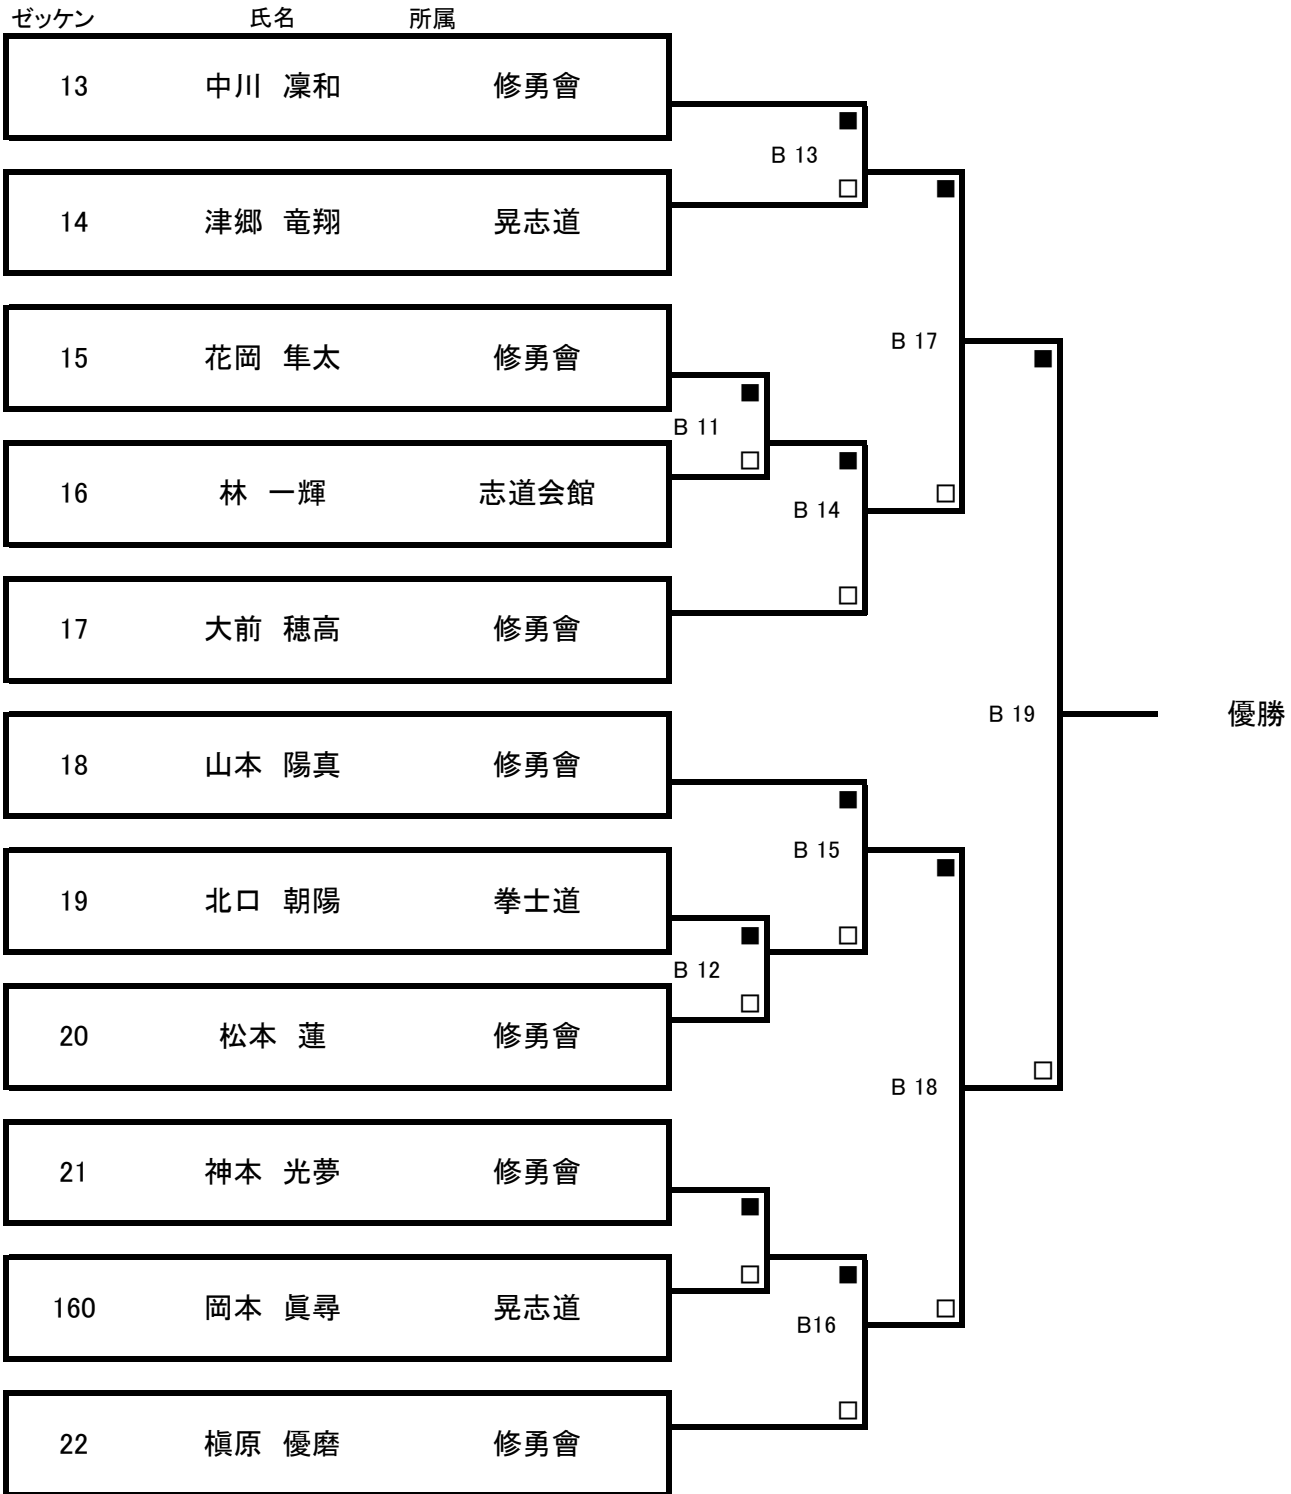 ゼッケン 氏名 所属
13 中川 凜和 修勇會
B 13
14 津郷 竜翔 晃志道
15 花岡 隼太 修勇會
B 17
B 11
16 林 一輝 志道会館
B 14
17 大前 穂高 修勇會
B 19 優勝
18 山本 陽真 修勇會
B 15
19 北口 朝陽 拳士道
B 12
20 松本 蓮 修勇會
B 18
21 神本 光夢 修勇會
160 岡本 眞尋 晃志道
B16
22 槇原 優磨 修勇會